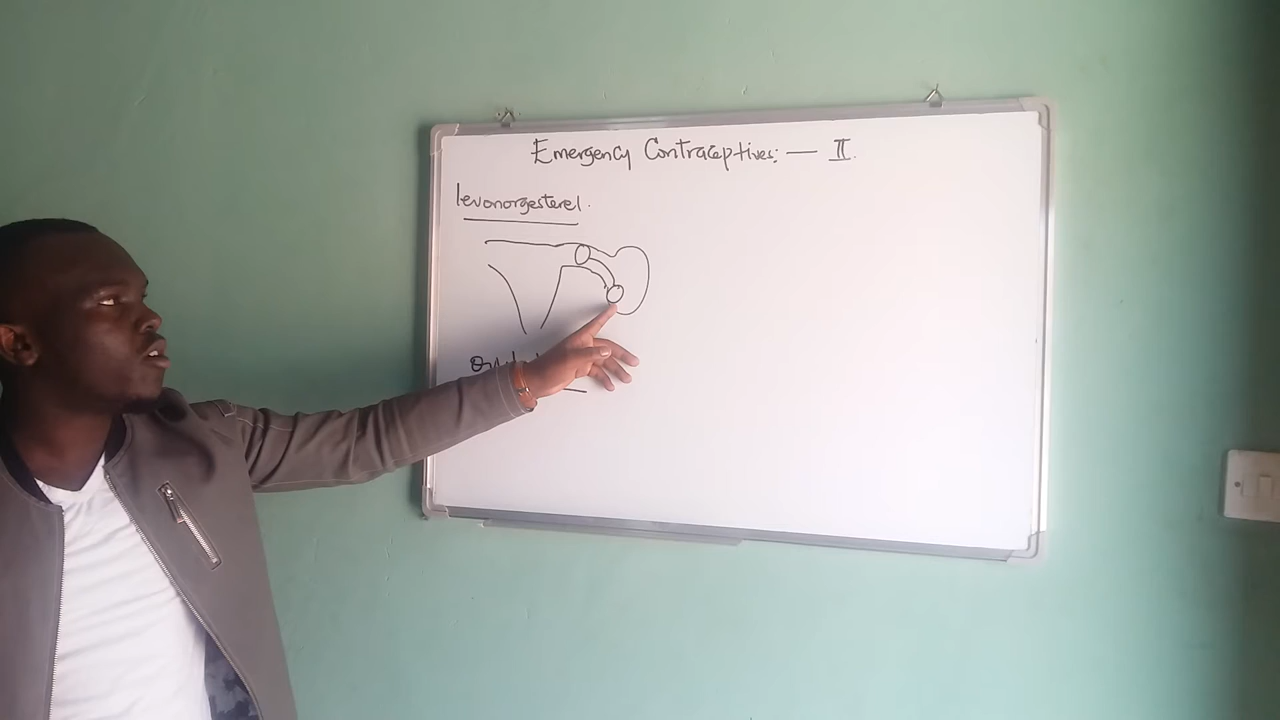 Emergency Contraceptives: — II.
levonorgesterel.